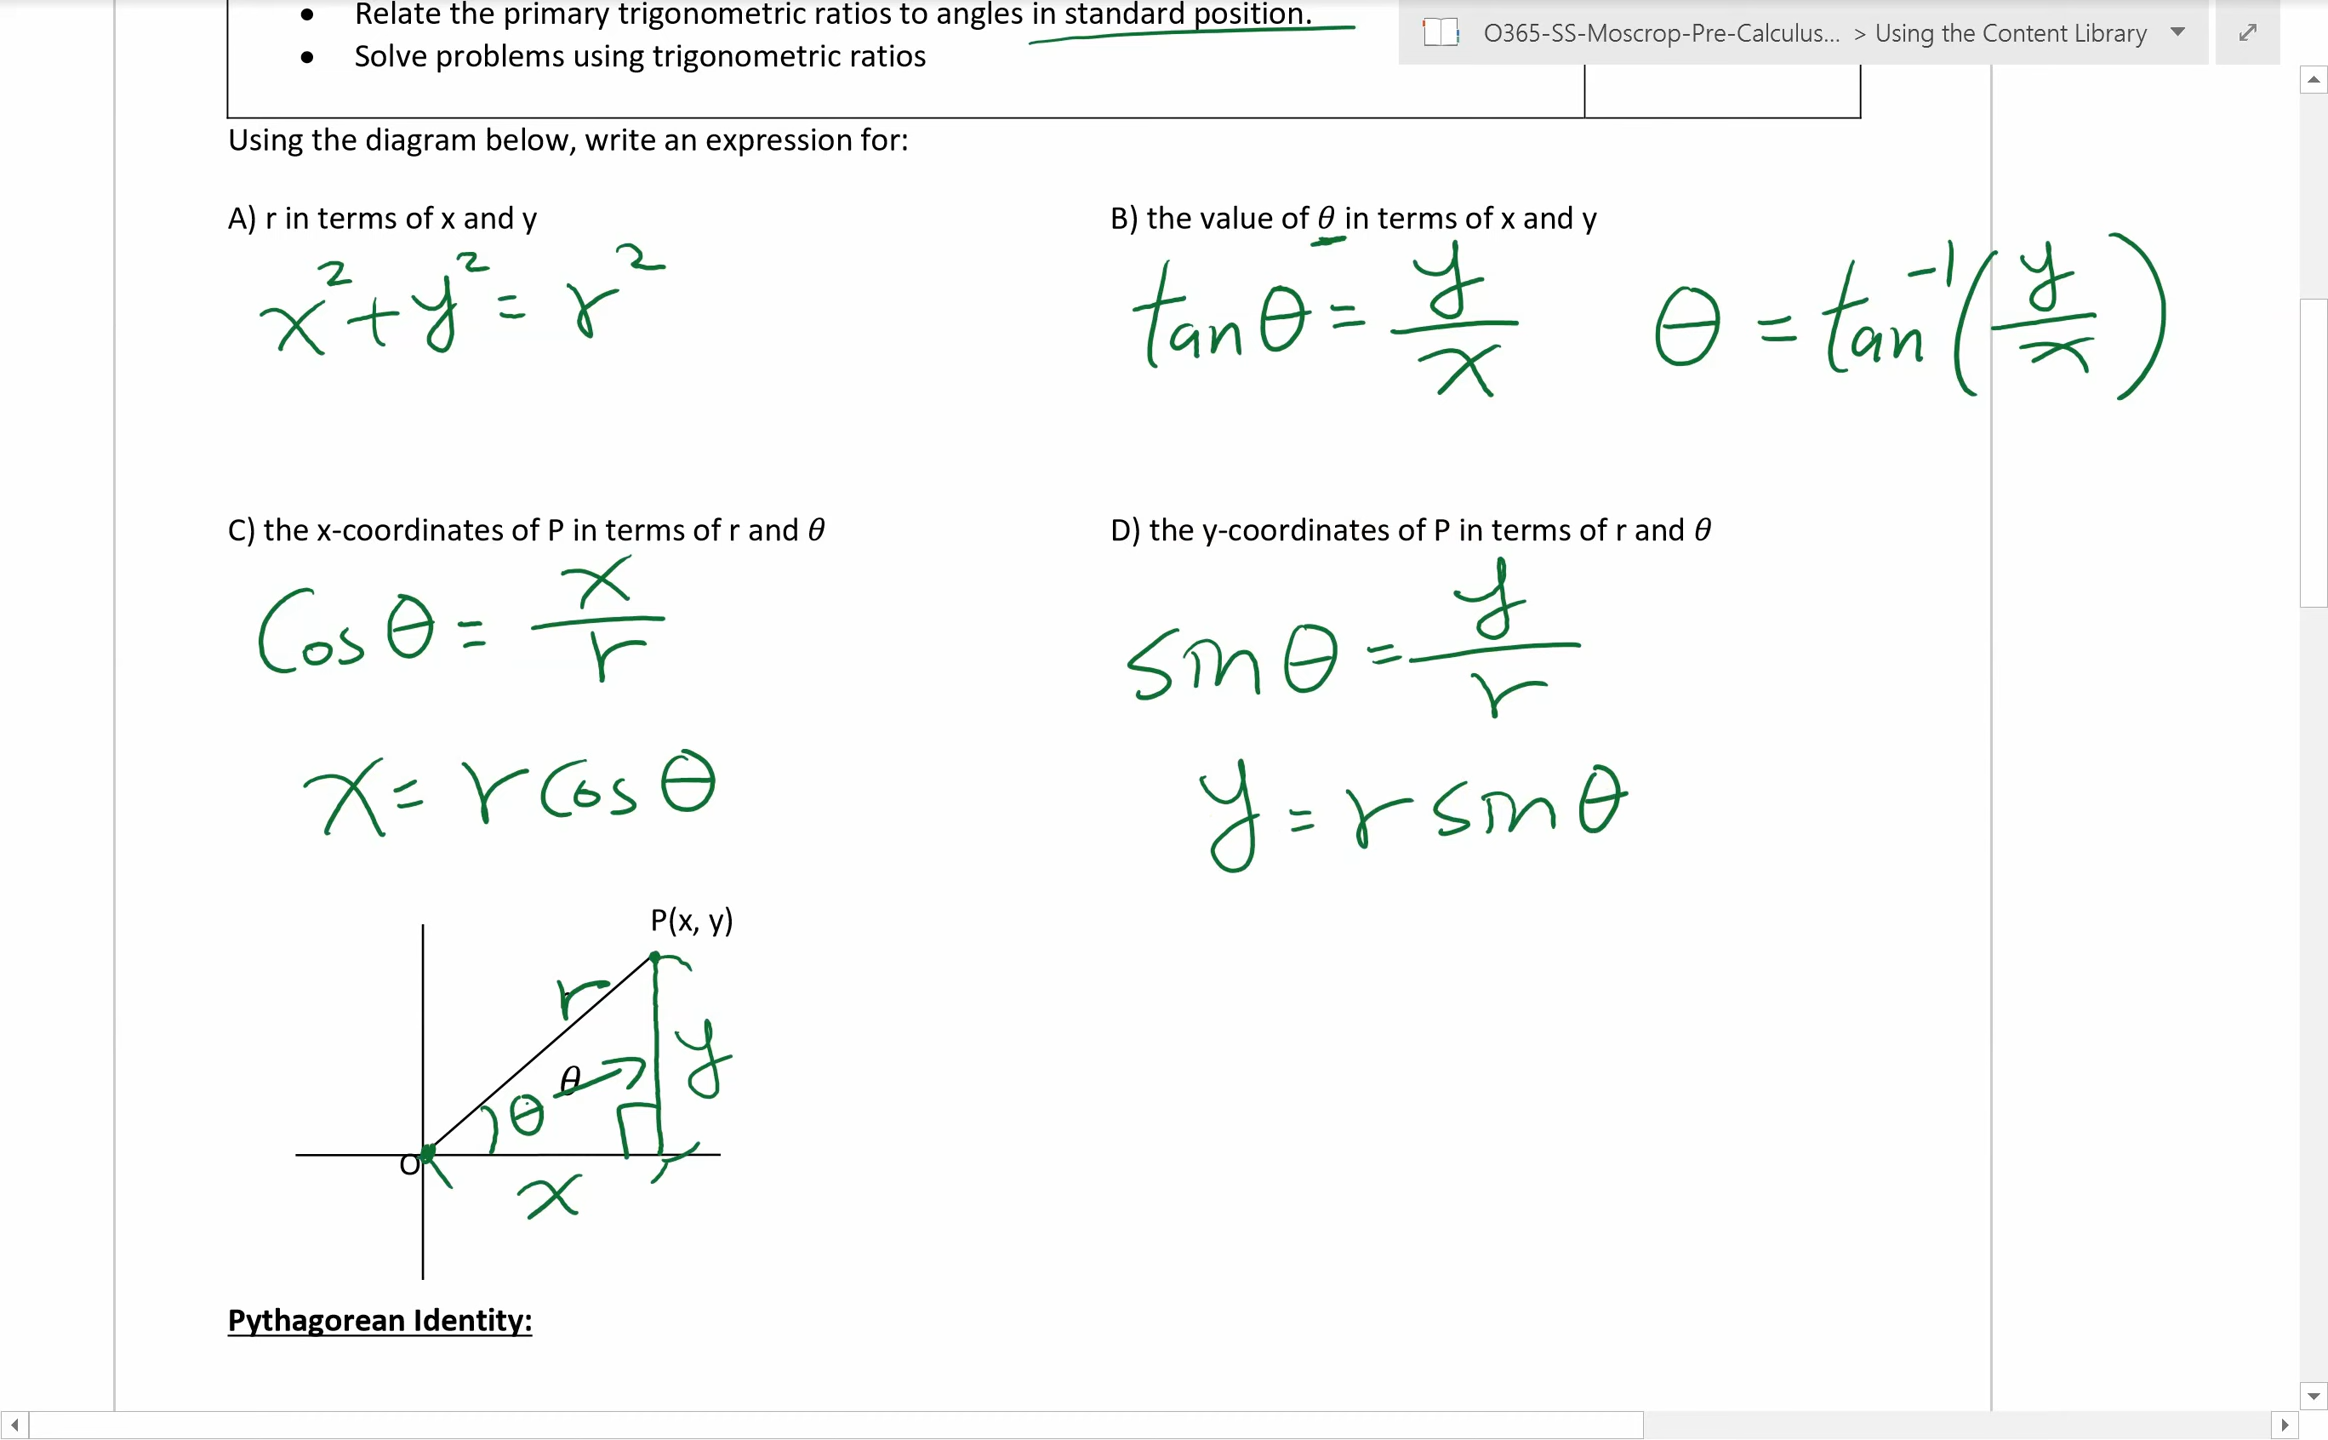 • Relate the primary trigonometric ratios to angles in standard position.
• Solve problems using trigonometric ratios
O365-SS-Moscrop-Pre-Calculus... > Using the Content Library
Using the diagram below, write an expression for:
A) r in terms of x and y
x² + y² = r²
B) the value of θ in terms of x and y
tan θ = y/x θ = tan⁻¹(y/x)
C) the x-coordinates of P in terms of r and θ
Cos θ = x/r
x = r Cos θ
D) the y-coordinates of P in terms of r and θ
sin θ = y/r
y = r sin θ
P(x, y)
r
y
θ
θ
O
x
Pythagorean Identity: